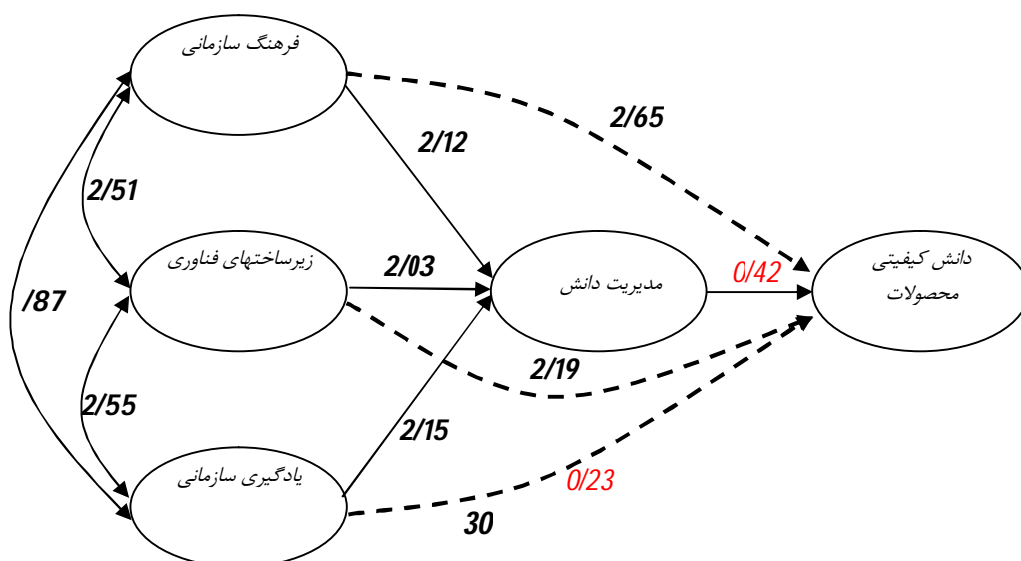 فرهنگ سازمانی
2/65
2/12
2/51
زیرساختهای فناوری
2/03
مدیریت دانش
0/42
دانش کیفیتی
محصولات
/87
2/19
2/55
2/15
یادگیری سازمانی
0/23
30